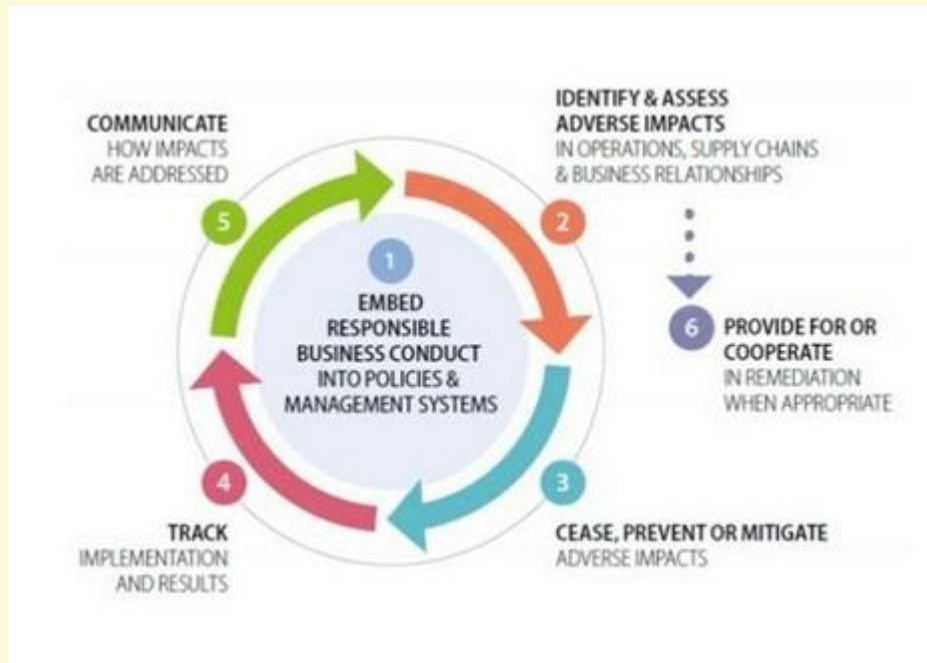 1
EMBED
RESPONSIBLE
BUSINESS CONDUCT
INTO POLICIES &
MANAGEMENT SYSTEMS
IDENTIFY & ASSESS
ADVERSE IMPACTS
IN OPERATIONS, SUPPLY CHAINS
& BUSINESS RELATIONSHIPS
2
3
CEASE, PREVENT OR MITIGATE
ADVERSE IMPACTS
4
TRACK
IMPLEMENTATION
AND RESULTS
COMMUNICATE
HOW IMPACTS
ARE ADDRESSED
5
6
PROVIDE FOR OR
COOPERATE
IN REMEDIATION
WHEN APPROPRIATE